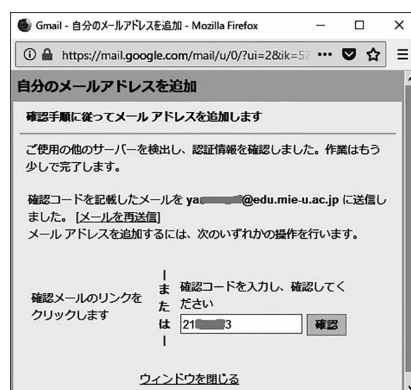 Gmail - 自分のメールアドレスを追加 - Mozilla Firefox
https://mail.google.com/mail/u/0/?ui=2&ik=57
自分のメールアドレスを追加
確認手順に従ってメール アドレスを追加します
ご使用の他のサーバーを検出し、認証情報を確認しました。作業はもう
少しで完了します。
確認コードを記載したメールを ya @edu.mie-u.ac.jp に送信し
ました。 [メールを再送信]
メール アドレスを追加するには、次のいずれかの操作を行います。
確認メールのリンクを
クリックします
または
確認コードを入力し、確認してく
ださい
21 3 確認
ウィンドウを閉じる